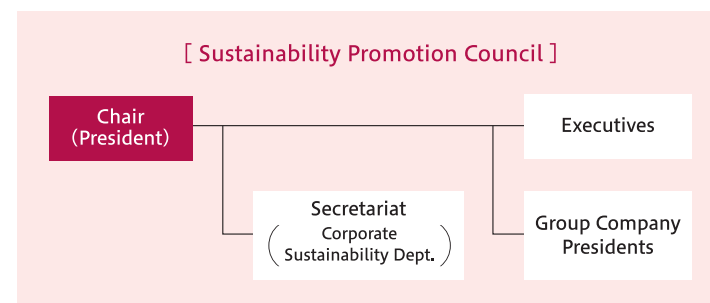 [ Sustainability Promotion Council ]
Chair
(President)
Executives
Secretariat
(Corporate
Sustainability Dept.)
Group Company
Presidents